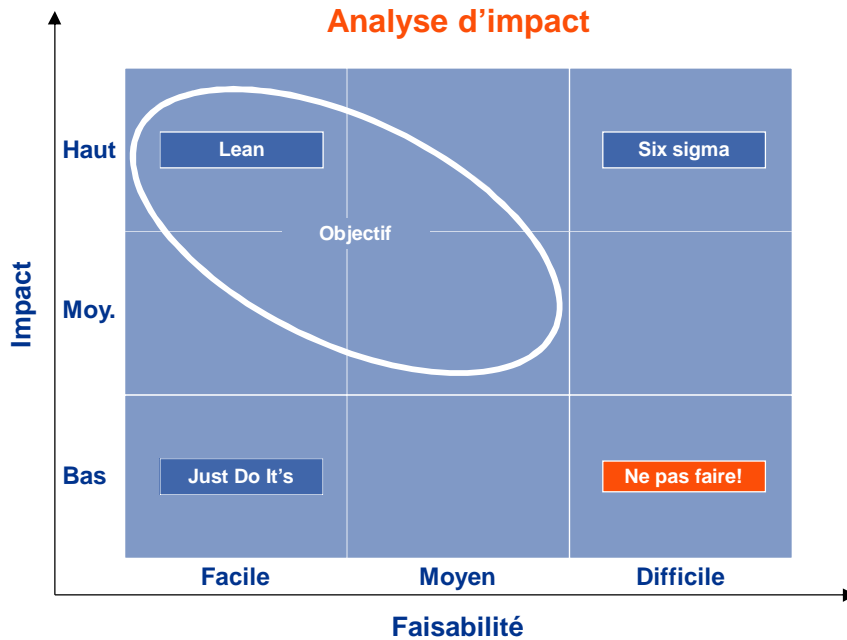 Analyse d’impact
Haut
Lean
Six sigma
Objectif
Impact
Moy.
Bas
Just Do It’s
Ne pas faire!
Facile
Moyen
Difficile
Faisabilité